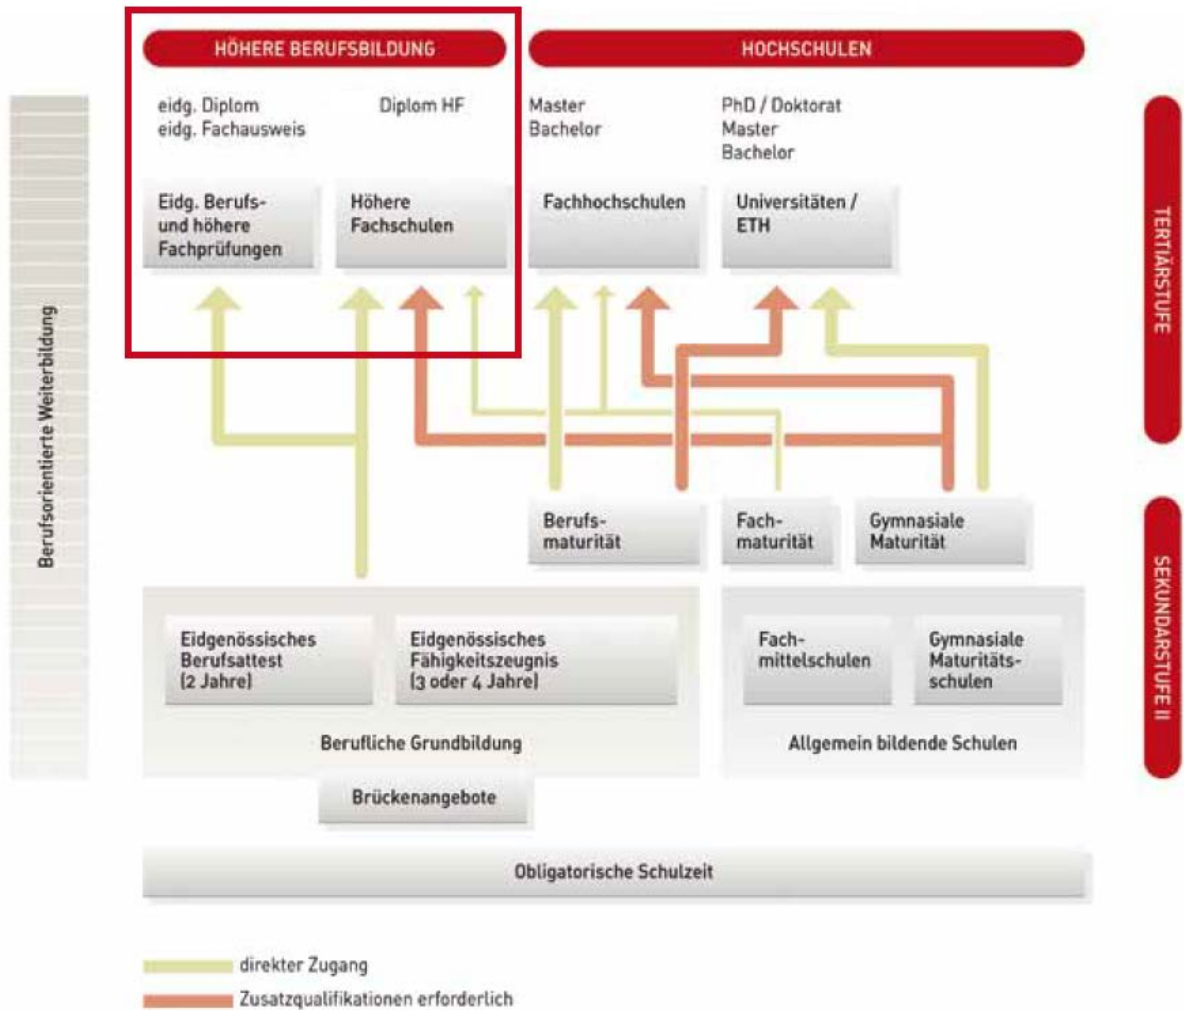 HÖHERE BERUFSBILDUNG
HOCHSCHULEN
eidg. Diplom
eidg. Fachausweis
Diplom HF
Master
Bachelor
PhD / Doktorat
Master
Bachelor
Eidg. Berufs-
und höhere
Fachprüfungen
Höhere
Fachschulen
Fachhochschulen
Universitäten /
ETH
TERTIÄRSTUFE
Berufsorientierte Weiterbildung
Berufs-
maturität
Fach-
maturität
Gymnasiale
Maturität
SEKUNDARSTUFE II
Eidgenössisches
Berufsattest
(2 Jahre)
Eidgenössisches
Fähigkeitszeugnis
(3 oder 4 Jahre)
Fach-
mittelschulen
Gymnasiale
Maturitäts-
schulen
Berufliche Grundbildung
Allgemein bildende Schulen
Brückenangebote
Obligatorische Schulzeit
direkter Zugang
Zusatzqualifikationen erforderlich